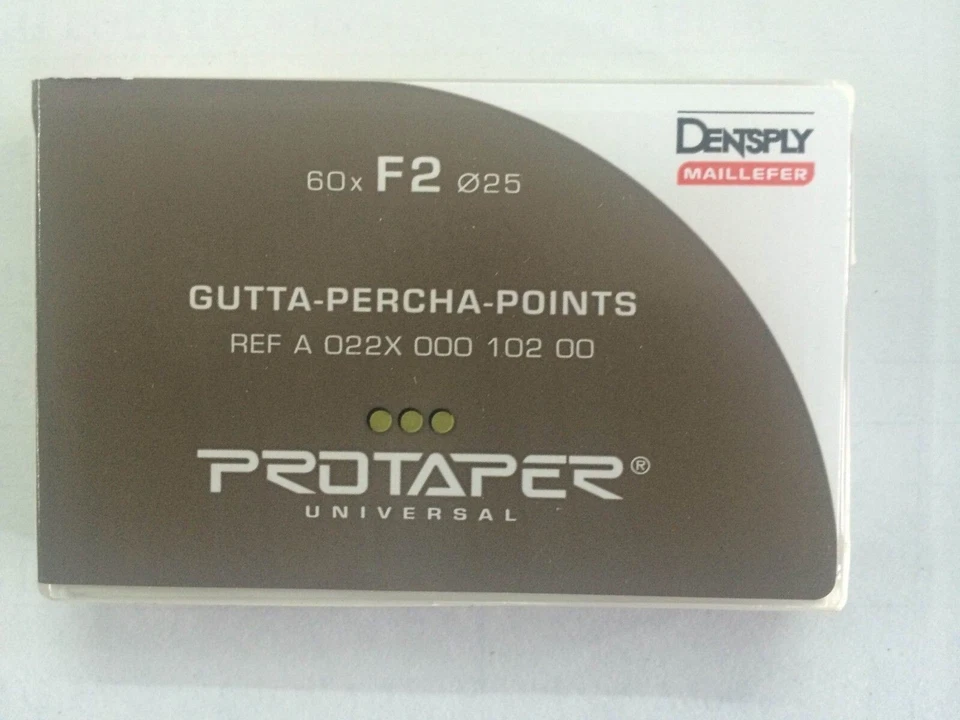 DENTSPLY
MAILLEFER
60x F2 Ø25
GUTTA-PERCHA-POINTS
REF A 022X 000 102 00
PROTAPER®
UNIVERSAL